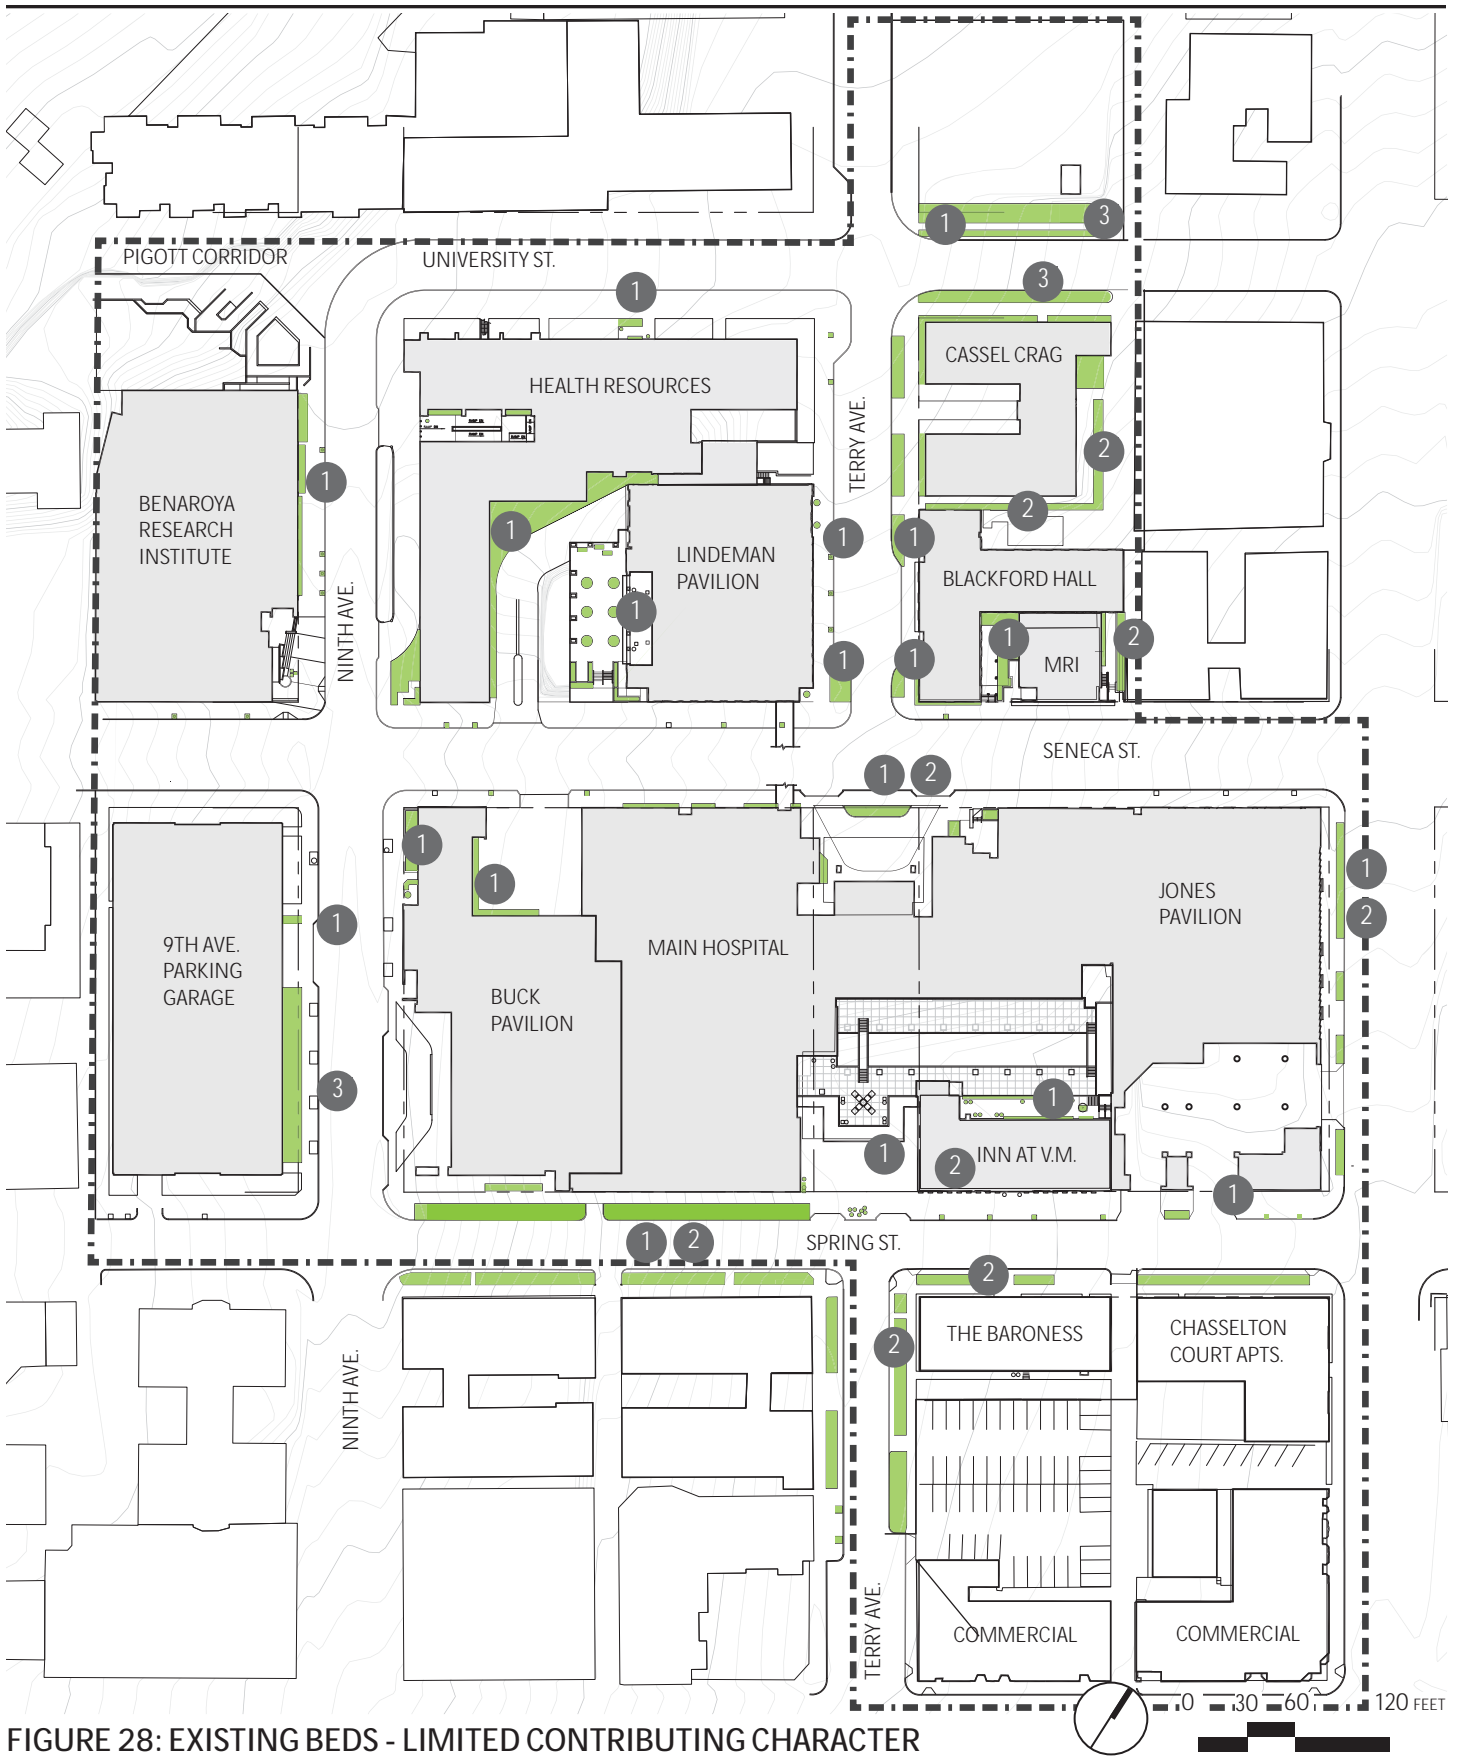 1
3
PIGOTT CORRIDOR
UNIVERSITY ST.
1
3
CASSEL CRAG
HEALTH RESOURCES
TERRY AVE.
2
1
BENAROYA
RESEARCH
INSTITUTE
2
1
1
1
LINDEMAN
PAVILION
BLACKFORD HALL
NINTH AVE.
1
1
1
1
MRI
2
SENECA ST.
1
2
1
1
1
2
JONES
PAVILION
1
9TH AVE.
PARKING
GARAGE
MAIN HOSPITAL
BUCK
PAVILION
3
1
1
2
INN AT V.M.
1
1
2
SPRING ST.
2
2
THE BARONESS
CHASSELTON
COURT APTS.
NINTH AVE.
TERRY AVE.
COMMERCIAL
COMMERCIAL
0 30 60 120 FEET
FIGURE 28: EXISTING BEDS - LIMITED CONTRIBUTING CHARACTER